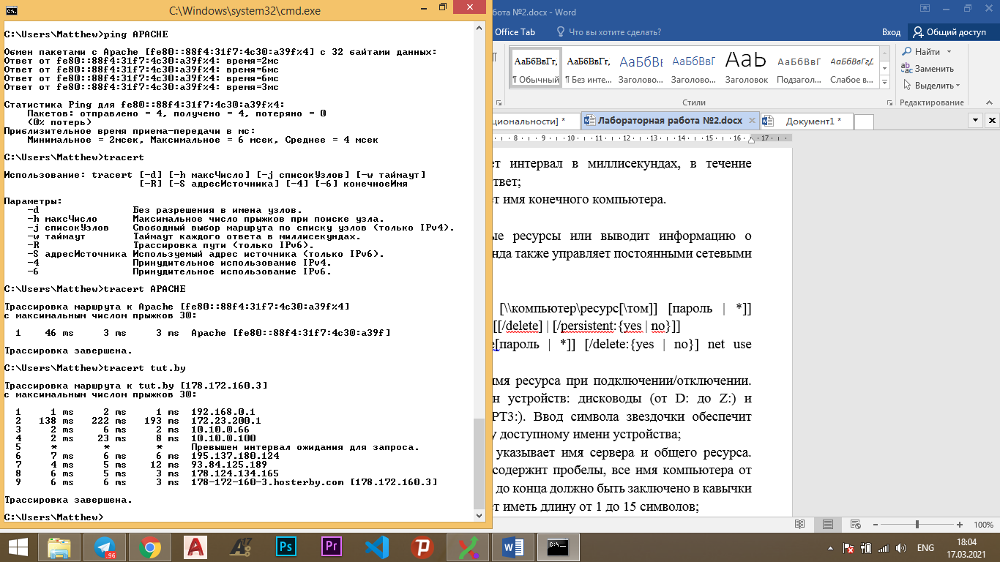 C:\Windows\system32\cmd.exe
C:\Users\Matthew>ping APACHE
Обмен пакетами с Apache [fe80::88f4:31f7:4c30:a39f%4] с 32 байтами данных:
Ответ от fe80::88f4:31f7:4c30:a39f%4: время=2мс
Ответ от fe80::88f4:31f7:4c30:a39f%4: время=6мс
Ответ от fe80::88f4:31f7:4c30:a39f%4: время=6мс
Ответ от fe80::88f4:31f7:4c30:a39f%4: время=3мс
Статистика Ping для fe80::88f4:31f7:4c30:a39f%4:
Пакетов: отправлено = 4, получено = 4, потеряно = 0
(0% потерь)
Приблизительное время приема-передачи в мс:
Минимальное = 2мсек, Максимальное = 6 мсек, Среднее = 4 мсек
C:\Users\Matthew>tracert
Использование: tracert [-d] [-h максЧисло] [-j списокУзлов] [-w таймаут]
[-R] [-S адресИсточника] [-4] [-6] конечноеИмя
Параметры:
-d Без разрешения в имена узлов.
-h максЧисло Максимальное число прыжков при поиске узла.
-j списокУзлов Свободный выбор маршрута по списку узлов (только IPv4).
-w таймаут Таймаут каждого ответа в миллисекундах.
-R Трассировка пути (только IPv6).
-S адресИсточника Используемый адрес источника (только IPv6).
-4 Принудительное использование IPv4.
-6 Принудительное использование IPv6.
C:\Users\Matthew>tracert APACHE
Трассировка маршрута к Apache [fe80::88f4:31f7:4c30:a39f%4]
с максимальным числом прыжков 30:
1 46 ms 3 ms 3 ms Apache [fe80::88f4:31f7:4c30:a39f]
Трассировка завершена.
C:\Users\Matthew>tracert tut.by
Трассировка маршрута к tut.by [178.172.160.3]
с максимальным числом прыжков 30:
1 1 ms 2 ms 1 ms 192.168.0.1
2 138 ms 222 ms 193 ms 172.23.200.1
3 2 ms 6 ms 2 ms 10.10.0.66
4 2 ms 23 ms 8 ms 10.10.0.100
5 * * * Превышен интервал ожидания для запроса.
6 7 ms 6 ms 6 ms 195.137.180.124
7 4 ms 5 ms 12 ms 93.84.125.189
8 6 ms 5 ms 3 ms 178.124.134.165
9 6 ms 6 ms 3 ms 178-172-160-3.hosterby.com [178.172.160.3]
Трассировка завершена.
C:\Users\Matthew>
бота №2.docx - Word
Office Tab Что вы хотите сделать? Вход Общий доступ
АаБбВвГг, АаБбВвГг, АаБбВ АаБбВвГ АаЬ АаБбВвГ АаБбВвГгД
¶ Обычный ¶ Без инте... Заголово... Заголово... Заголовок Подзагол... Слабое в...
Найти
Заменить
Выделить
Стили Редактирование
циональности] * Лабораторная работа №2.docx Документ1 *
8 9 10 11 12 13 14 15 16 17
ет интервал в миллисекундах, в течение
твет;
ет имя конечного компьютера.
ые ресурсы или выводит информацию о
нда также управляет постоянными сетевыми
[\\компьютер\ресурс[\том]] [пароль | *]]
[[/delete] | [/persistent:{yes | no}]]
[пароль | *]] [/delete:{yes | no}] net use
имя ресурса при подключении/отключении.
н устройств: дисководы (от D: до Z:) и
PT3:). Ввод символа звездочки обеспечит
у доступному имени устройства;
указывает имя сервера и общего ресурса.
содержит пробелы, все имя компьютера от
до конца должно быть заключено в кавычки
ет иметь длину от 1 до 15 символов;
100%
.96 A A 17 Ps Pr P W C:\.
ENG
18:04
17.03.2021